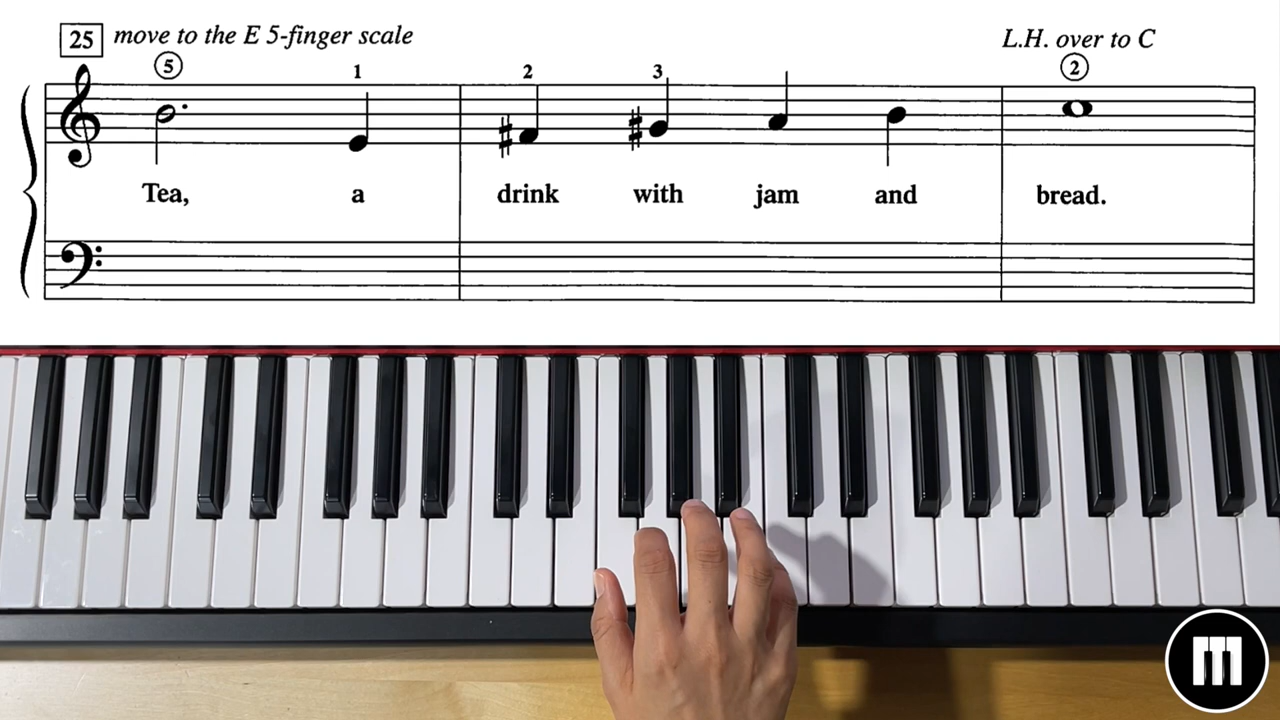 25 move to the E 5-finger scale L.H. over to C
5 1 2 3 2
Tea, a drink with jam and bread.